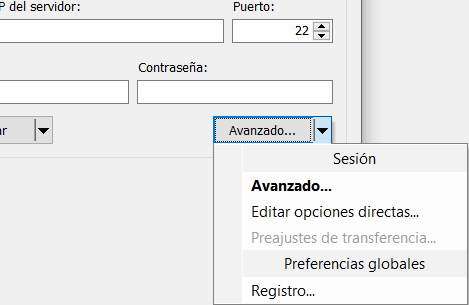 P del servidor: Puerto:
22
Contraseña:
ar Avanzado...
Sesión
Avanzado...
Editar opciones directas...
Preajustes de transferencia...
Preferencias globales
Registro...